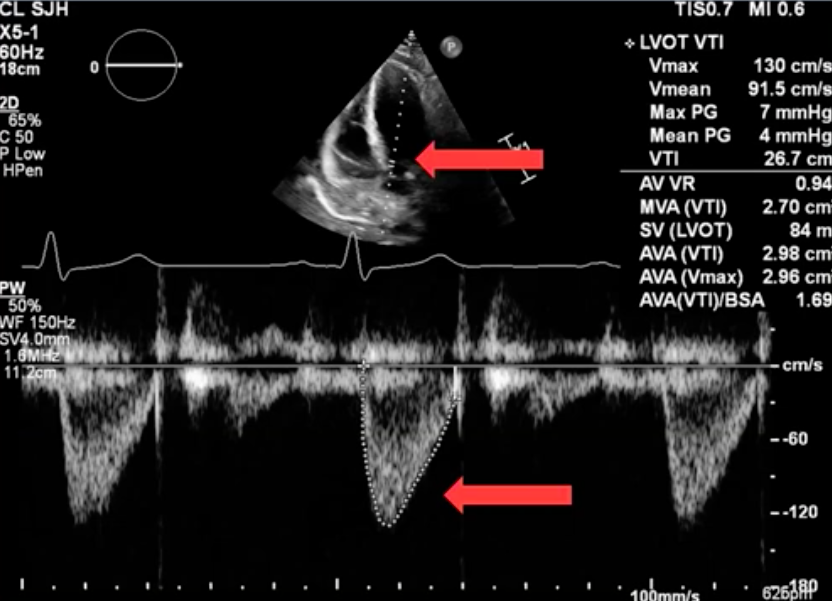 CL SJH
TIS0.7 MI 0.6
X5-1
60Hz
18cm
0
P
2D
65%
C 50
P Low
HPen
LVOT VTI
Vmax 130 cm/s
Vmean 91.5 cm/s
Max PG 7 mmHg
Mean PG 4 mmHg
VTI 26.7 cm
AV VR 0.94
MVA (VTI) 2.70 cm
SV (LVOT) 84 m
AVA (VTI) 2.98 cm
AVA (Vmax) 2.96 cm
AVA(VTI)/BSA 1.69
PW
50%
WF 150Hz
SV4.0mm
1.6MHz
11.2cm
cm/s
-60
-120
-180
100mm/s